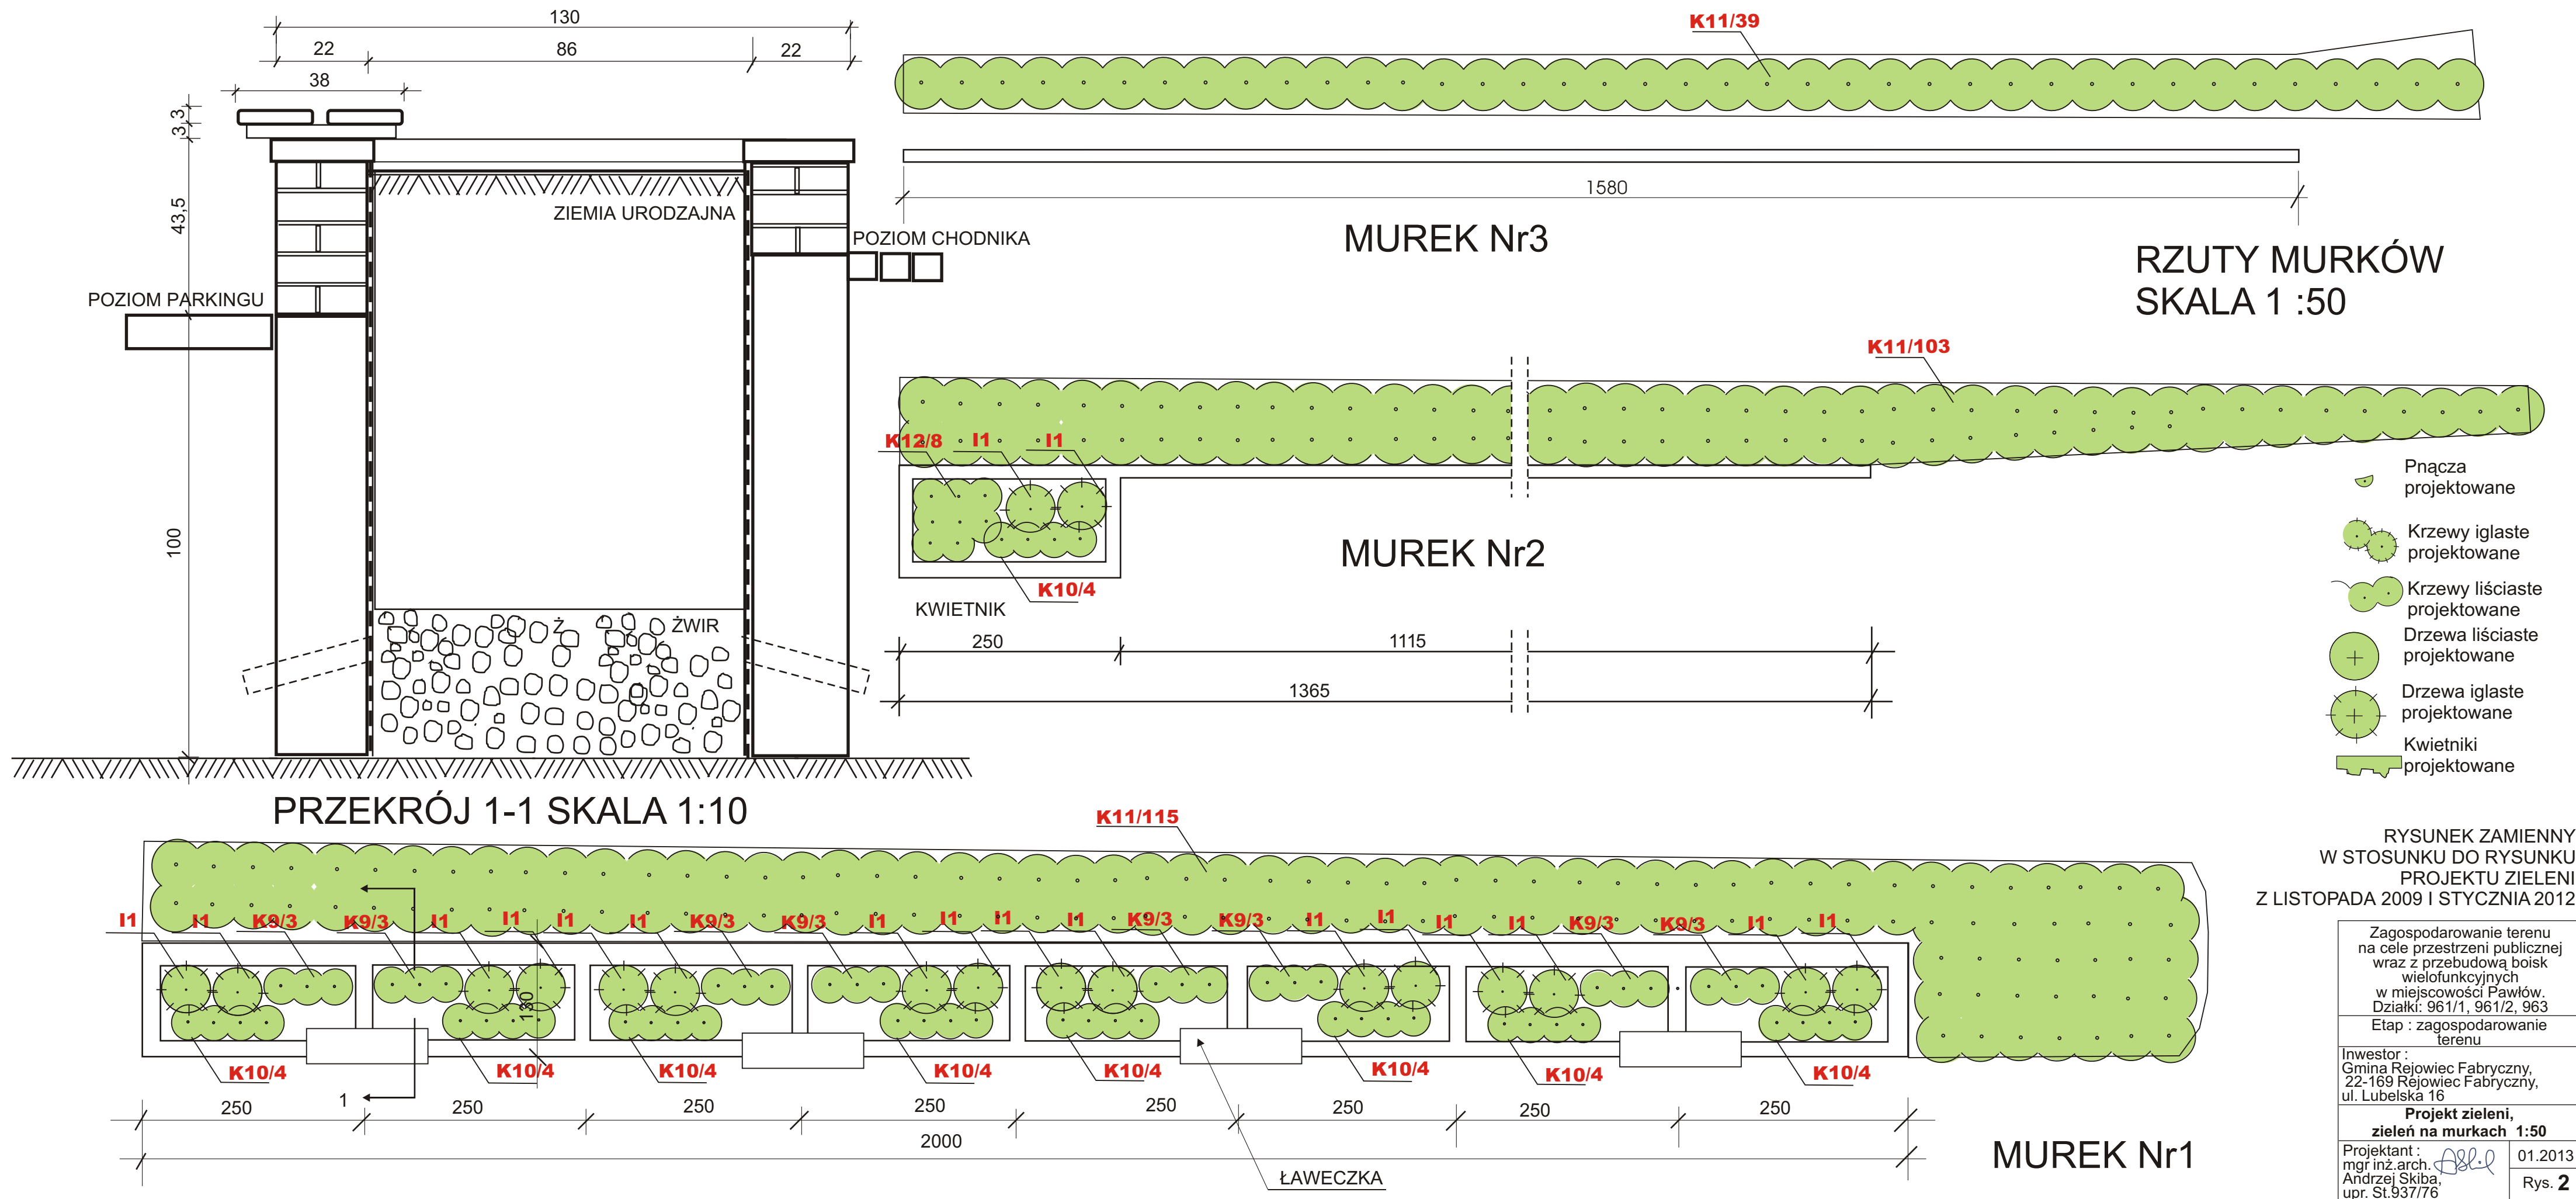 130
22
86
22
38
3
3
43,5
100
ZIEMIA URODZAJNA
POZIOM CHODNIKA
POZIOM PARKINGU
Ż
ŻWIR
PRZEKRÓJ 1-1 SKALA 1:10
K11/39
1580
MUREK Nr3
RZUTY MURKÓW
SKALA 1 :50
K11/103
K12/8
I1
I1
K10/4
MUREK Nr2
KWIETNIK
250
1115
1365
Pnącza
projektowane
Krzewy iglaste
projektowane
Krzewy liściaste
projektowane
Drzewa liściaste
projektowane
Drzewa iglaste
projektowane
Kwietniki
projektowane
K11/115
I1 I1 K9/3 K9/3 I1 I1 I1 I1 K9/3 K9/3 I1 I1 I1 I1 K9/3 K9/3 I1 I1 I1 I1 K9/3 K9/3 I1 I1
130
K10/4 K10/4 K10/4 K10/4 K10/4 K10/4 K10/4 K10/4
1
250 250 250 250 250 250 250 250
2000
ŁAWECZKA
MUREK Nr1
RYSUNEK ZAMIENNY
W STOSUNKU DO RYSUNKU
PROJEKTU ZIELENI
Z LISTOPADA 2009 I STYCZNIA 2012
Zagospodarowanie terenu
na cele przestrzeni publicznej
wraz z przebudową boisk
wielofunkcyjnych
w miejscowości Pawłów.
Działki: 961/1, 961/2, 963
Etap : zagospodarowanie
terenu
Inwestor :
Gmina Rejowiec Fabryczny,
22-169 Rejowiec Fabryczny,
ul. Lubelska 16
Projekt zieleni,
zieleń na murkach 1:50
Projektant :
mgr inż.arch.
Andrzej Skiba,
upr. St.937/76
01.2013
Rys. 2